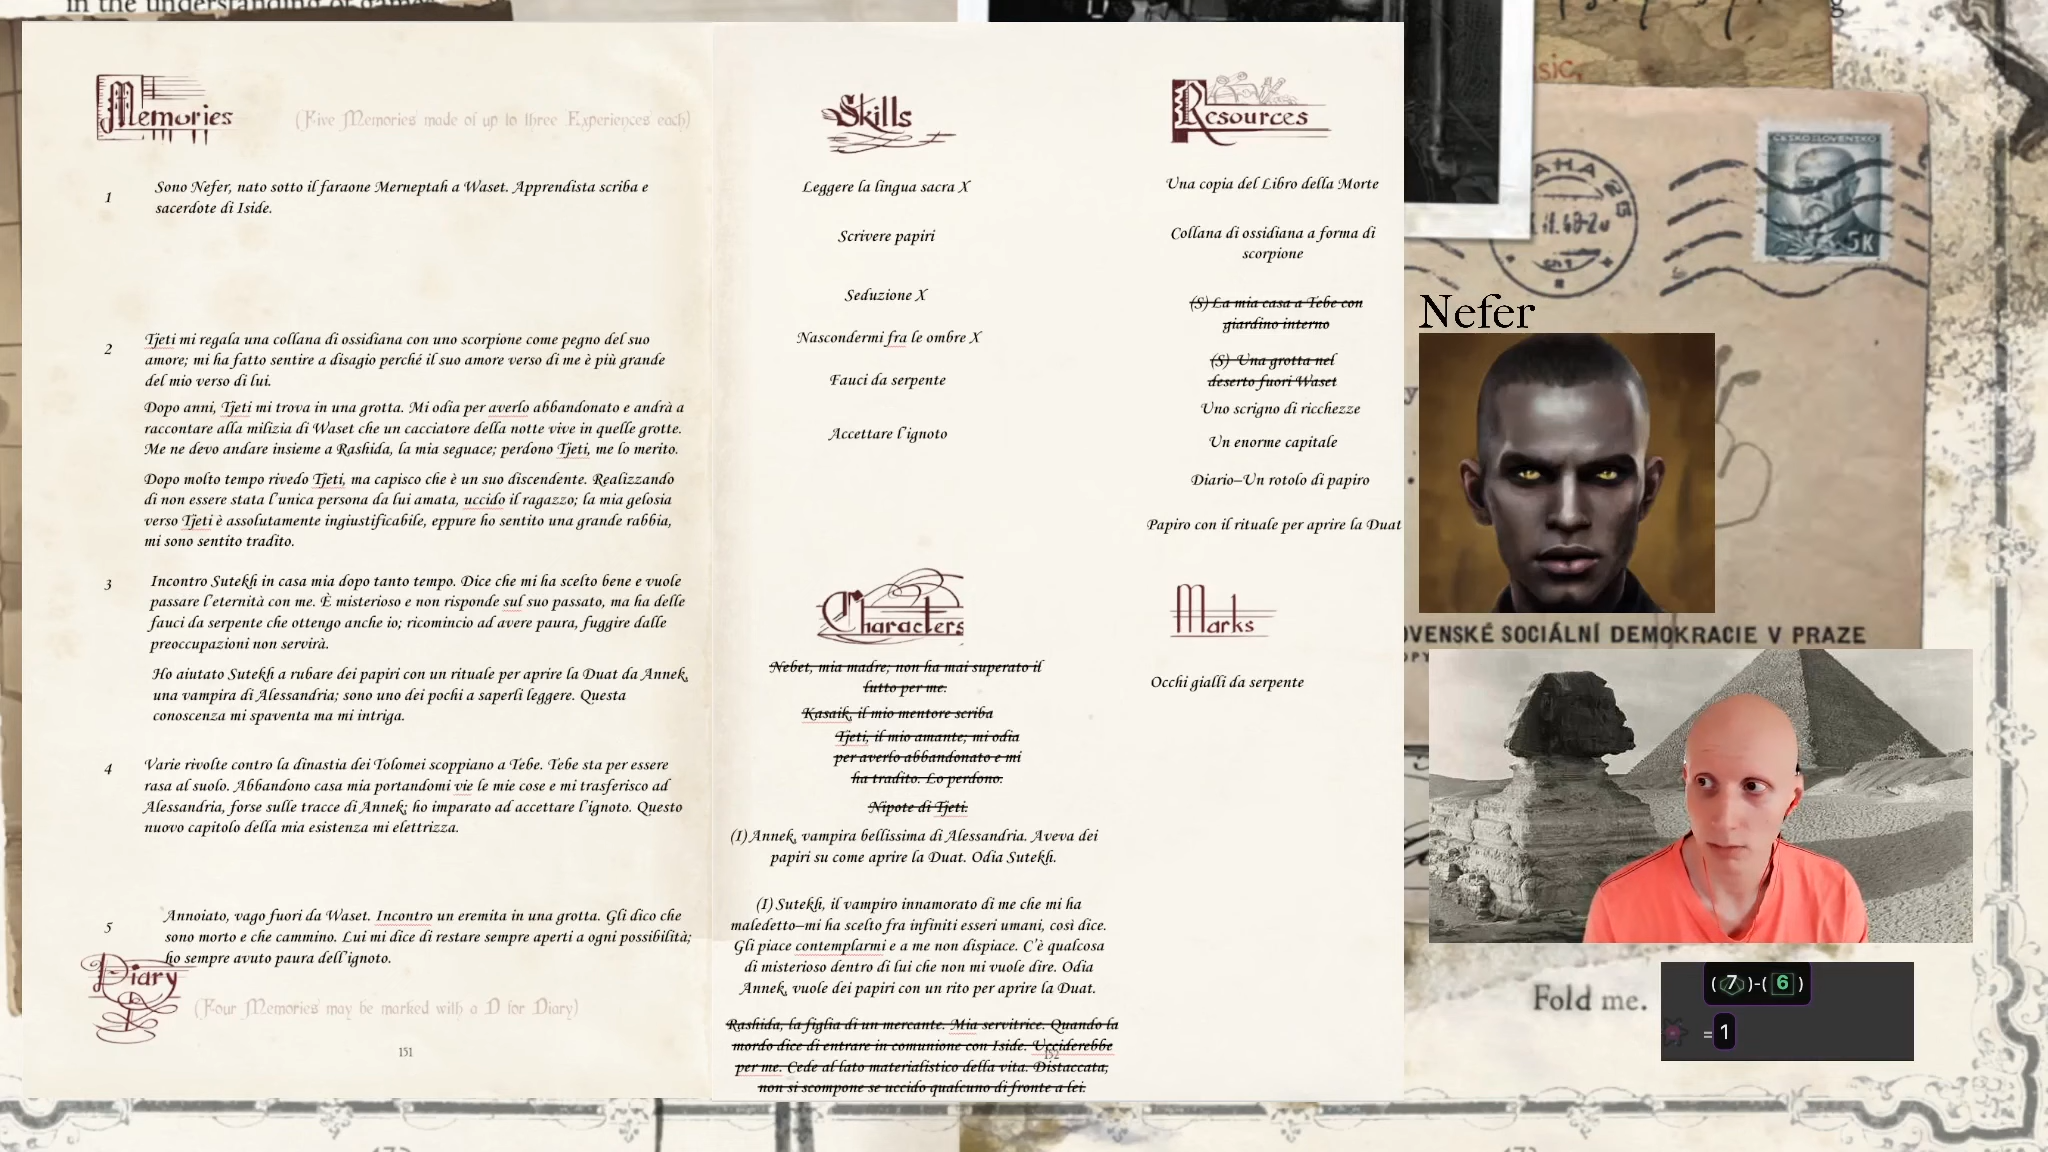 in the understanding of games
Memories
(Five Memories made of up to three Experiences each)
1
Sono Nefer, nato sotto il faraone Merneptah a Waset. Apprendista scriba e
sacerdote di Iside.
2
Tjeti mi regala una collana di ossidiana con uno scorpione come pegno del suo
amore; mi ha fatto sentire a disagio perché il suo amore verso di me è più grande
del mio verso di lui.
Dopo anni, Tjeti mi trova in una grotta. Mi odia per averlo abbandonato e andrà a
raccontare alla milizia di Waset che un cacciatore della notte vive in quelle grotte.
Me ne devo andare insieme a Rashida, la mia seguace; perdono Tjeti, me lo merito.
Dopo molto tempo rivedo Tjeti, ma capisco che è un suo discendente. Realizzando
di non essere stata l'unica persona da lui amata, uccido il ragazzo; la mia gelosia
verso Tjeti è assolutamente ingiustificabile, eppure ho sentito una grande rabbia,
mi sono sentito tradito.
3
Incontro Sutekh in casa mia dopo tanto tempo. Dice che mi ha scelto bene e vuole
passare l'eternità con me. È misterioso e non risponde sul suo passato, ma ha delle
fauci da serpente che ottengo anche io; ricomincio ad avere paura, fuggire dalle
preoccupazioni non servirà.
Ho aiutato Sutekh a rubare dei papiri con un rituale per aprire la Duat da Annek,
una vampira di Alessandria; sono uno dei pochi a saperli leggere. Questa
conoscenza mi spaventa ma mi intriga.
4
Varie rivolte contro la dinastia dei Tolomei scoppiano a Tebe. Tebe sta per essere
rasa al suolo. Abbandono casa mia portandomi vie le mie cose e mi trasferisco ad
Alessandria, forse sulle tracce di Annek; ho imparato ad accettare l'ignoto. Questo
nuovo capitolo della mia esistenza mi elettrizza.
5
Annoiato, vago fuori da Waset. Incontro un eremita in una grotta. Gli dico che
sono morto e che cammino. Lui mi dice di restare sempre aperti a ogni possibilità;
ho sempre avuto paura dell'ignoto.
Diary
(Four Memories may be marked with a D for Diary)
151
Skills
Leggere la lingua sacra X
Scrivere papiri
Seduzione X
Nascondermi fra le ombre X
Fauci da serpente
Accettare l'ignoto
Resources
Una copia del Libro della Morte
Collana di ossidiana a forma di
scorpione
(S) La mia casa a Tebe con
giardino interno
(S) Una grotta nel
deserto fuori Waset
Uno scrigno di ricchezze
Un enorme capitale
Diario–Un rotolo di papiro
Papiro con il rituale per aprire la Duat
Characters
Nebet, mia madre; non ha mai superato il
lutto per me.
Kasaik, il mio mentore scriba
Tjeti, il mio amante; mi odia
per averlo abbandonato e mi
ha tradito. Lo perdono.
Nipote di Tjeti.
(I) Annek, vampira bellissima di Alessandria. Aveva dei
papiri su come aprire la Duat. Odia Sutekh.
(I) Sutekh, il vampiro innamorato di me che mi ha
maledetto–mi ha scelto fra infiniti esseri umani, così dice.
Gli piace contemplarmi e a me non dispiace. C'è qualcosa
di misterioso dentro di lui che non mi vuole dire. Odia
Annek, vuole dei papiri con un rito per aprire la Duat.
Rashida, la figlia di un mercante. Mia servitrice. Quando la
mordo dice di entrare in comunione con Iside. Ucciderebbe
per me. Cede al lato materialistico della vita. Distaccata,
non si scompone se uccido qualcuno di fronte a lei.
152
Marks
Occhi gialli da serpente
sic.
ČESKOSLOVENSKO
5K
Nefer
OVENSKÉ SOCIÁLNÍ DEMOKRACIE V PRAZE
Fold me.
(7)-(6)
=1